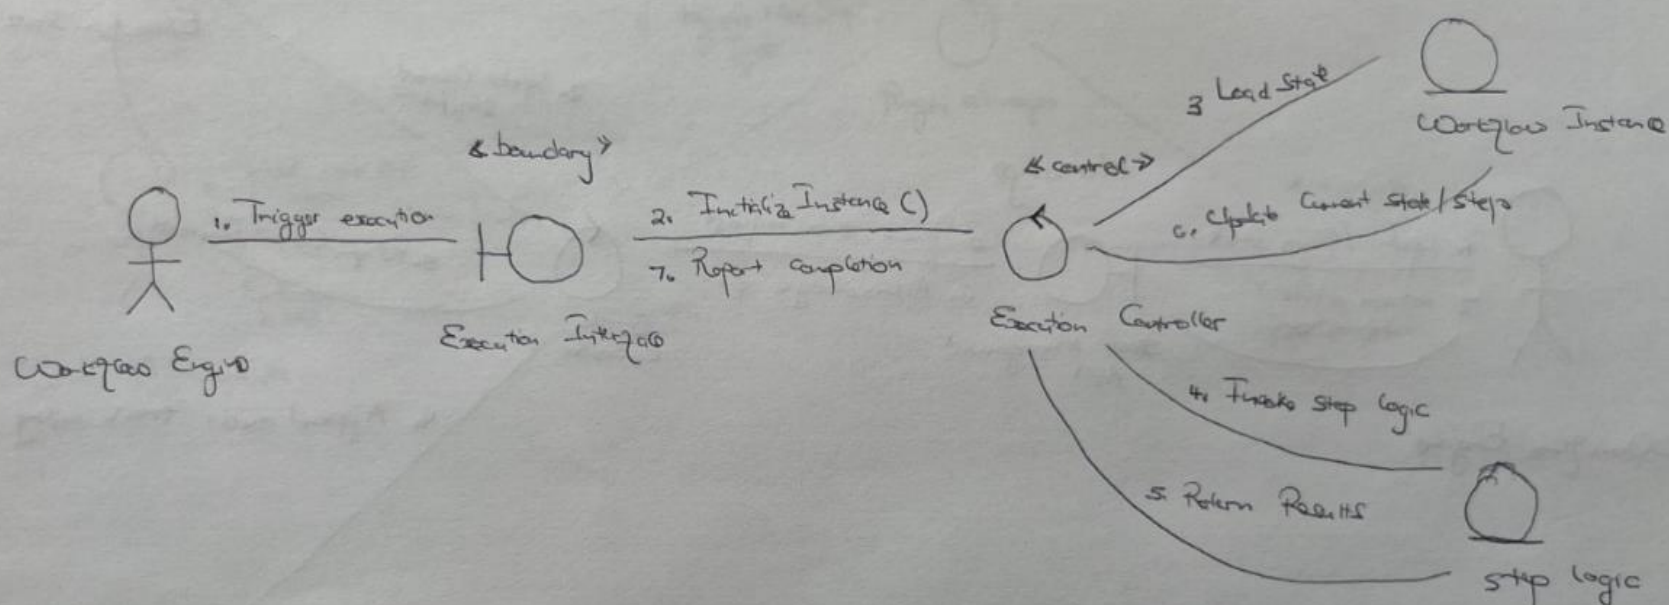 3 Load State
Workflow Instance
<< boundary >>
<< control >>
1. Trigger execution
2. Initialize Instance ()
6. Update Current State / Step
7. Report completion
Execution Interface
Execution Controller
Workflow Engine
4. Invoke step logic
5. Return Results
step logic